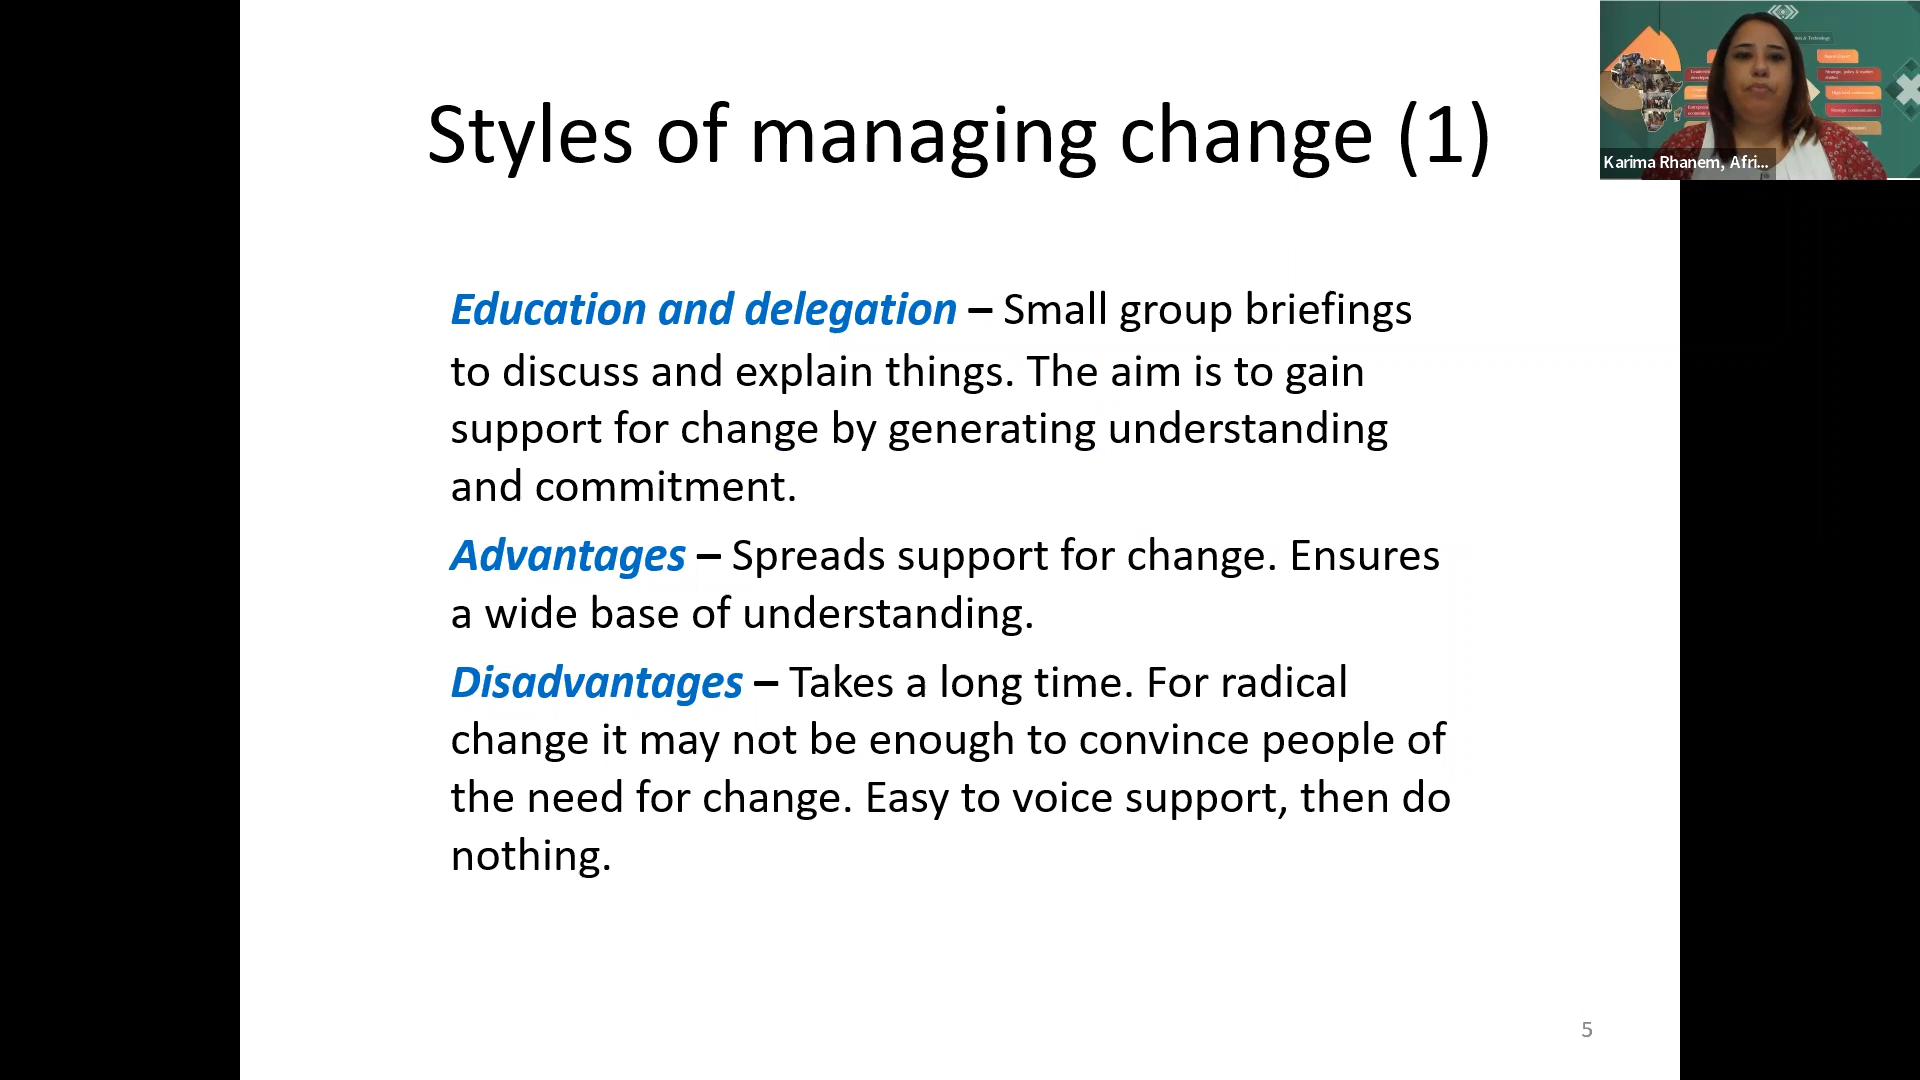 Styles of managing change (1)
Education and delegation – Small group briefings
to discuss and explain things. The aim is to gain
support for change by generating understanding
and commitment.
Advantages – Spreads support for change. Ensures
a wide base of understanding.
Disadvantages – Takes a long time. For radical
change it may not be enough to convince people of
the need for change. Easy to voice support, then do
nothing.
5
Karima Rhanem, Afri...